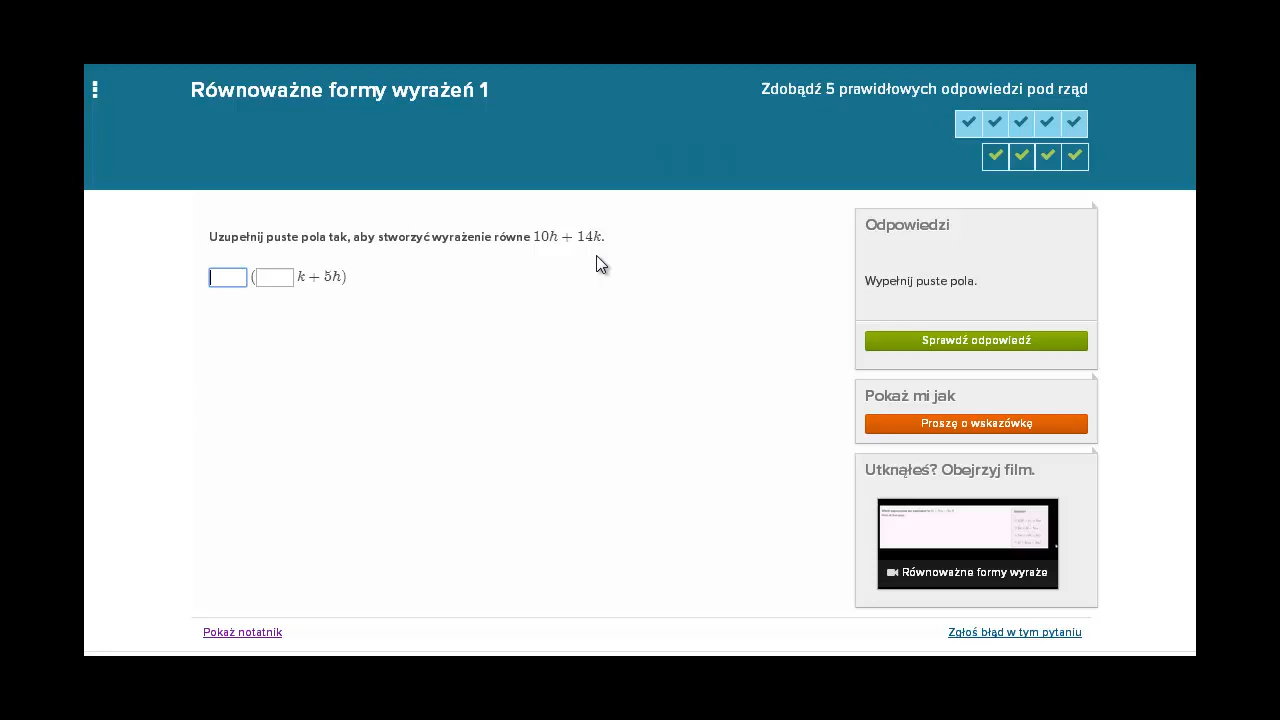 Równoważne formy wyrażeń 1
Zdobądź 5 prawidłowych odpowiedzi pod rząd
Uzupełnij puste pola tak, aby stworzyć wyrażenie równe 10h + 14k.
( k + 5h)
Odpowiedzi
Wypełnij puste pola.
Sprawdź odpowiedź
Pokaż mi jak
Proszę o wskazówkę
Utknąłeś? Obejrzyj film.
Równoważne formy wyraże
Pokaż notatnik
Zgłoś błąd w tym pytaniu